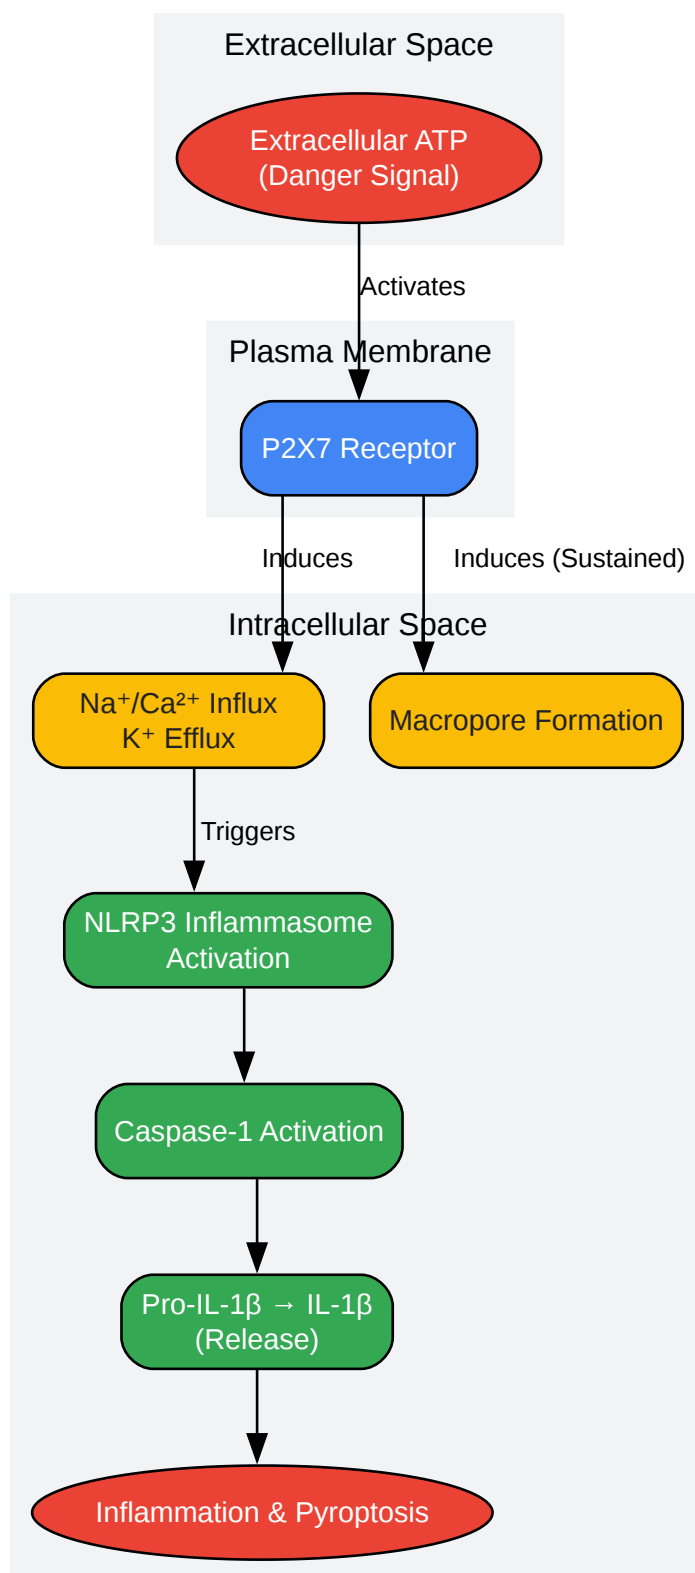 Extracellular Space
Extracellular ATP
(Danger Signal)
Activates
Plasma Membrane
P2X7 Receptor
Induces
Induces (Sustained)
Intracellular Space
Na⁺/Ca²⁺ Influx
K⁺ Efflux
Macropore Formation
Triggers
NLRP3 Inflammasome
Activation
Caspase-1 Activation
Pro-IL-1β → IL-1β
(Release)
Inflammation & Pyroptosis